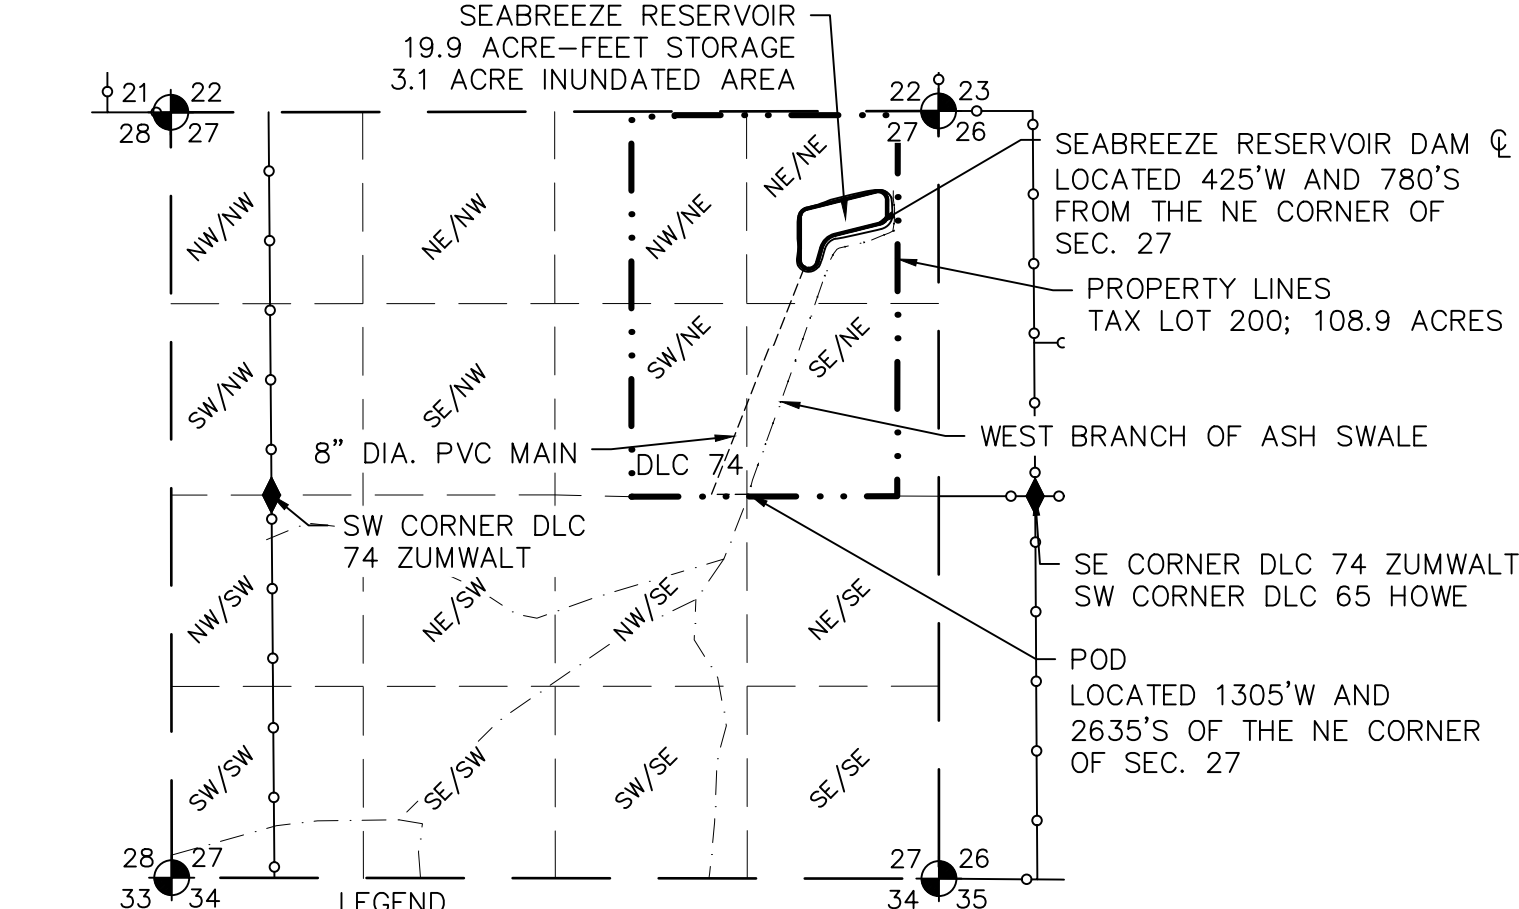 SEABREEZE RESERVOIR
19.9 ACRE-FEET STORAGE
3.1 ACRE INUNDATED AREA
21 22
28 27
22 23
27 26
SEABREEZE RESERVOIR DAM ℄
LOCATED 425'W AND 780'S
FROM THE NE CORNER OF
SEC. 27
PROPERTY LINES
TAX LOT 200; 108.9 ACRES
NW/NW
NE/NW
NW/NE
NE/NE
SW/NW
SE/NW
SW/NE
SE/NE
8" DIA. PVC MAIN
DLC 74
WEST BRANCH OF ASH SWALE
SW CORNER DLC
74 ZUMWALT
SE CORNER DLC 74 ZUMWALT
SW CORNER DLC 65 HOWE
NW/SW
NE/SW
NW/SE
NE/SE
POD
LOCATED 1305'W AND
2635'S OF THE NE CORNER
OF SEC. 27
SW/SW
SE/SW
SW/SE
SE/SE
28 27
33 34
27 26
34 35
LEGEND